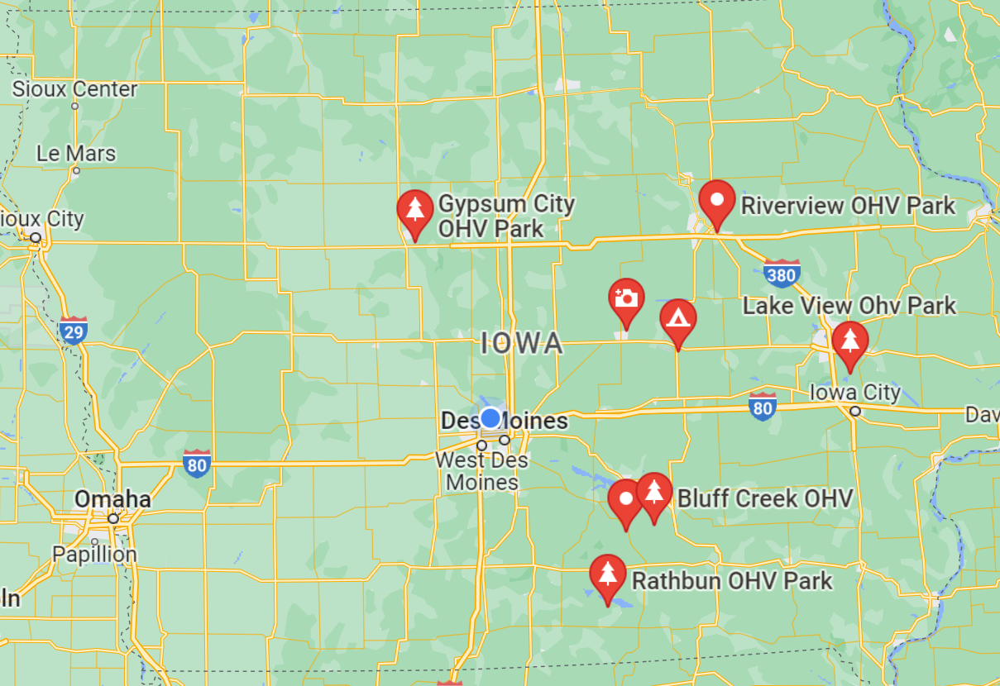 Sioux Center
Le Mars
ioux City
Gypsum City
OHV Park
Riverview OHV Park
380
Lake View Ohv Park
29
IOWA
Iowa City
80
Dav
Des Moines
West Des
Moines
80
Omaha
Bluff Creek OHV
Papillion
Rathbun OHV Park
ln